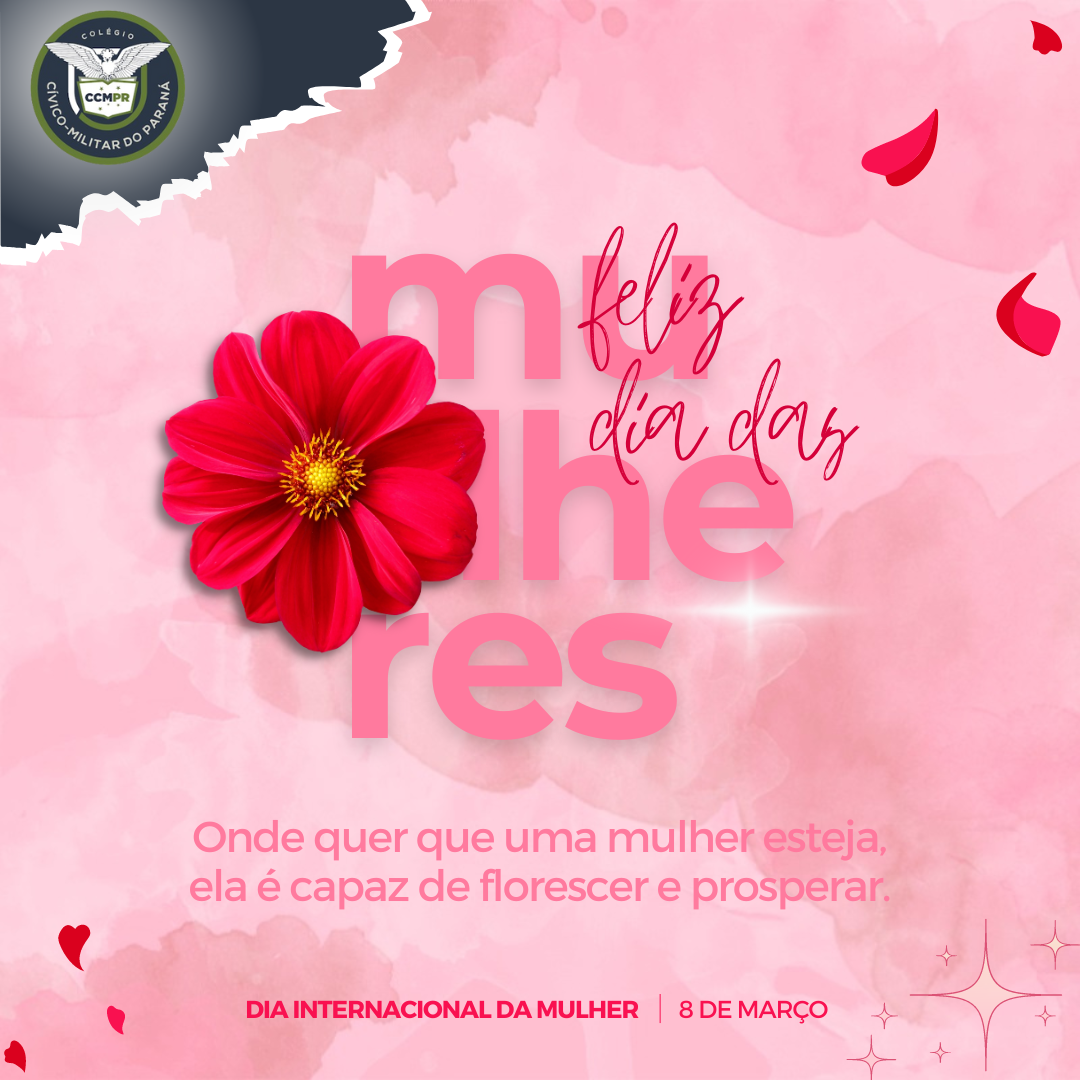 COLÉGIO
CCMPR
CÍVICO-MILITAR DO PARANÁ
feliz
dia das
mu
lhe
res
Onde quer que uma mulher esteja,
ela é capaz de florescer e prosperar.
DIA INTERNACIONAL DA MULHER | 8 DE MARÇO